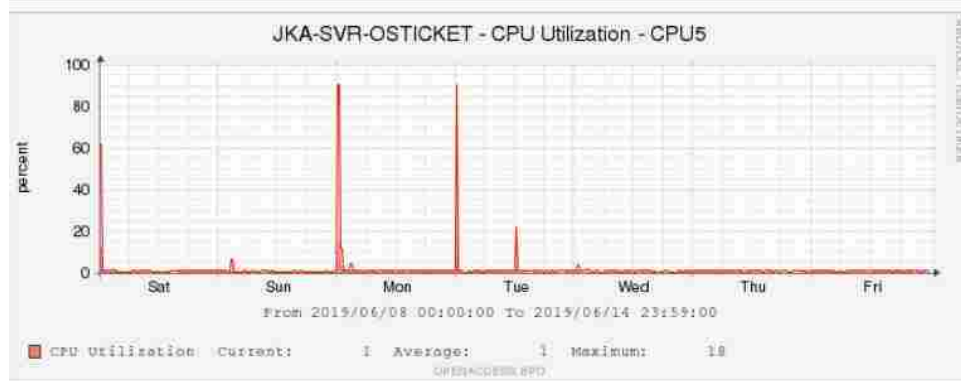 JKA-SVR-OSTICKET - CPU Utilization - CPU5
percent
100
80
60
40
20
0
Sat Sun Mon Tue Wed Thu Fri
From 2019/06/08 00:00:00 To 2019/06/14 23:59:00
CPU Utilization Current: 1 Average: 1 Maximum: 18
OPENACCESS BPO